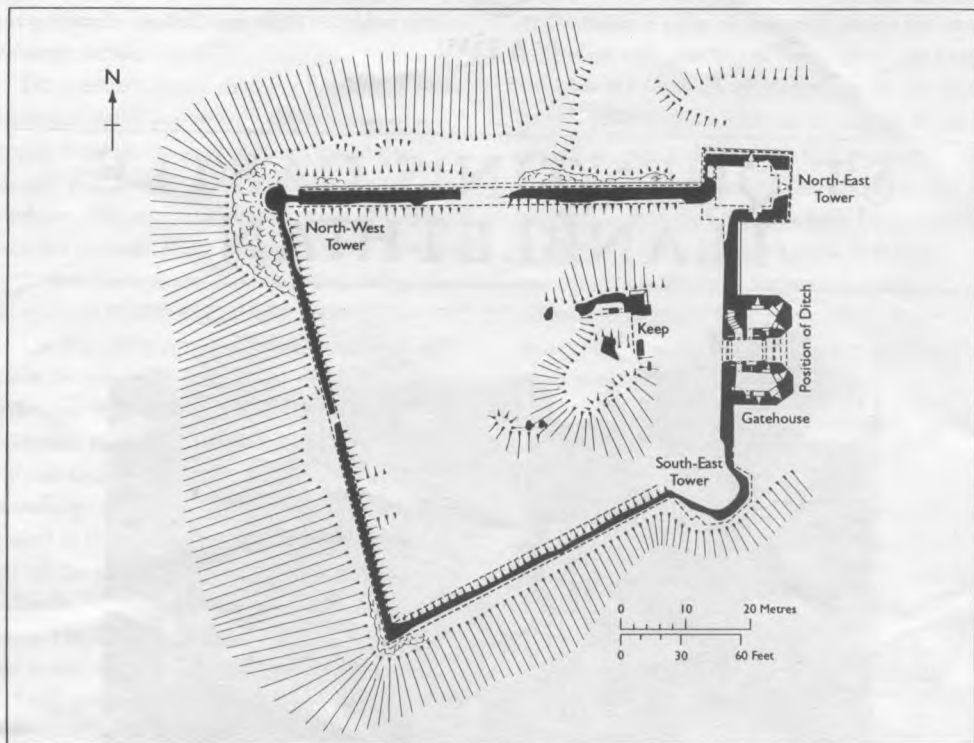 N
North-East
Tower
North-West
Tower
Keep
Position of Ditch
Gatehouse
South-East
Tower
0 10 20 Metres
0 30 60 Feet